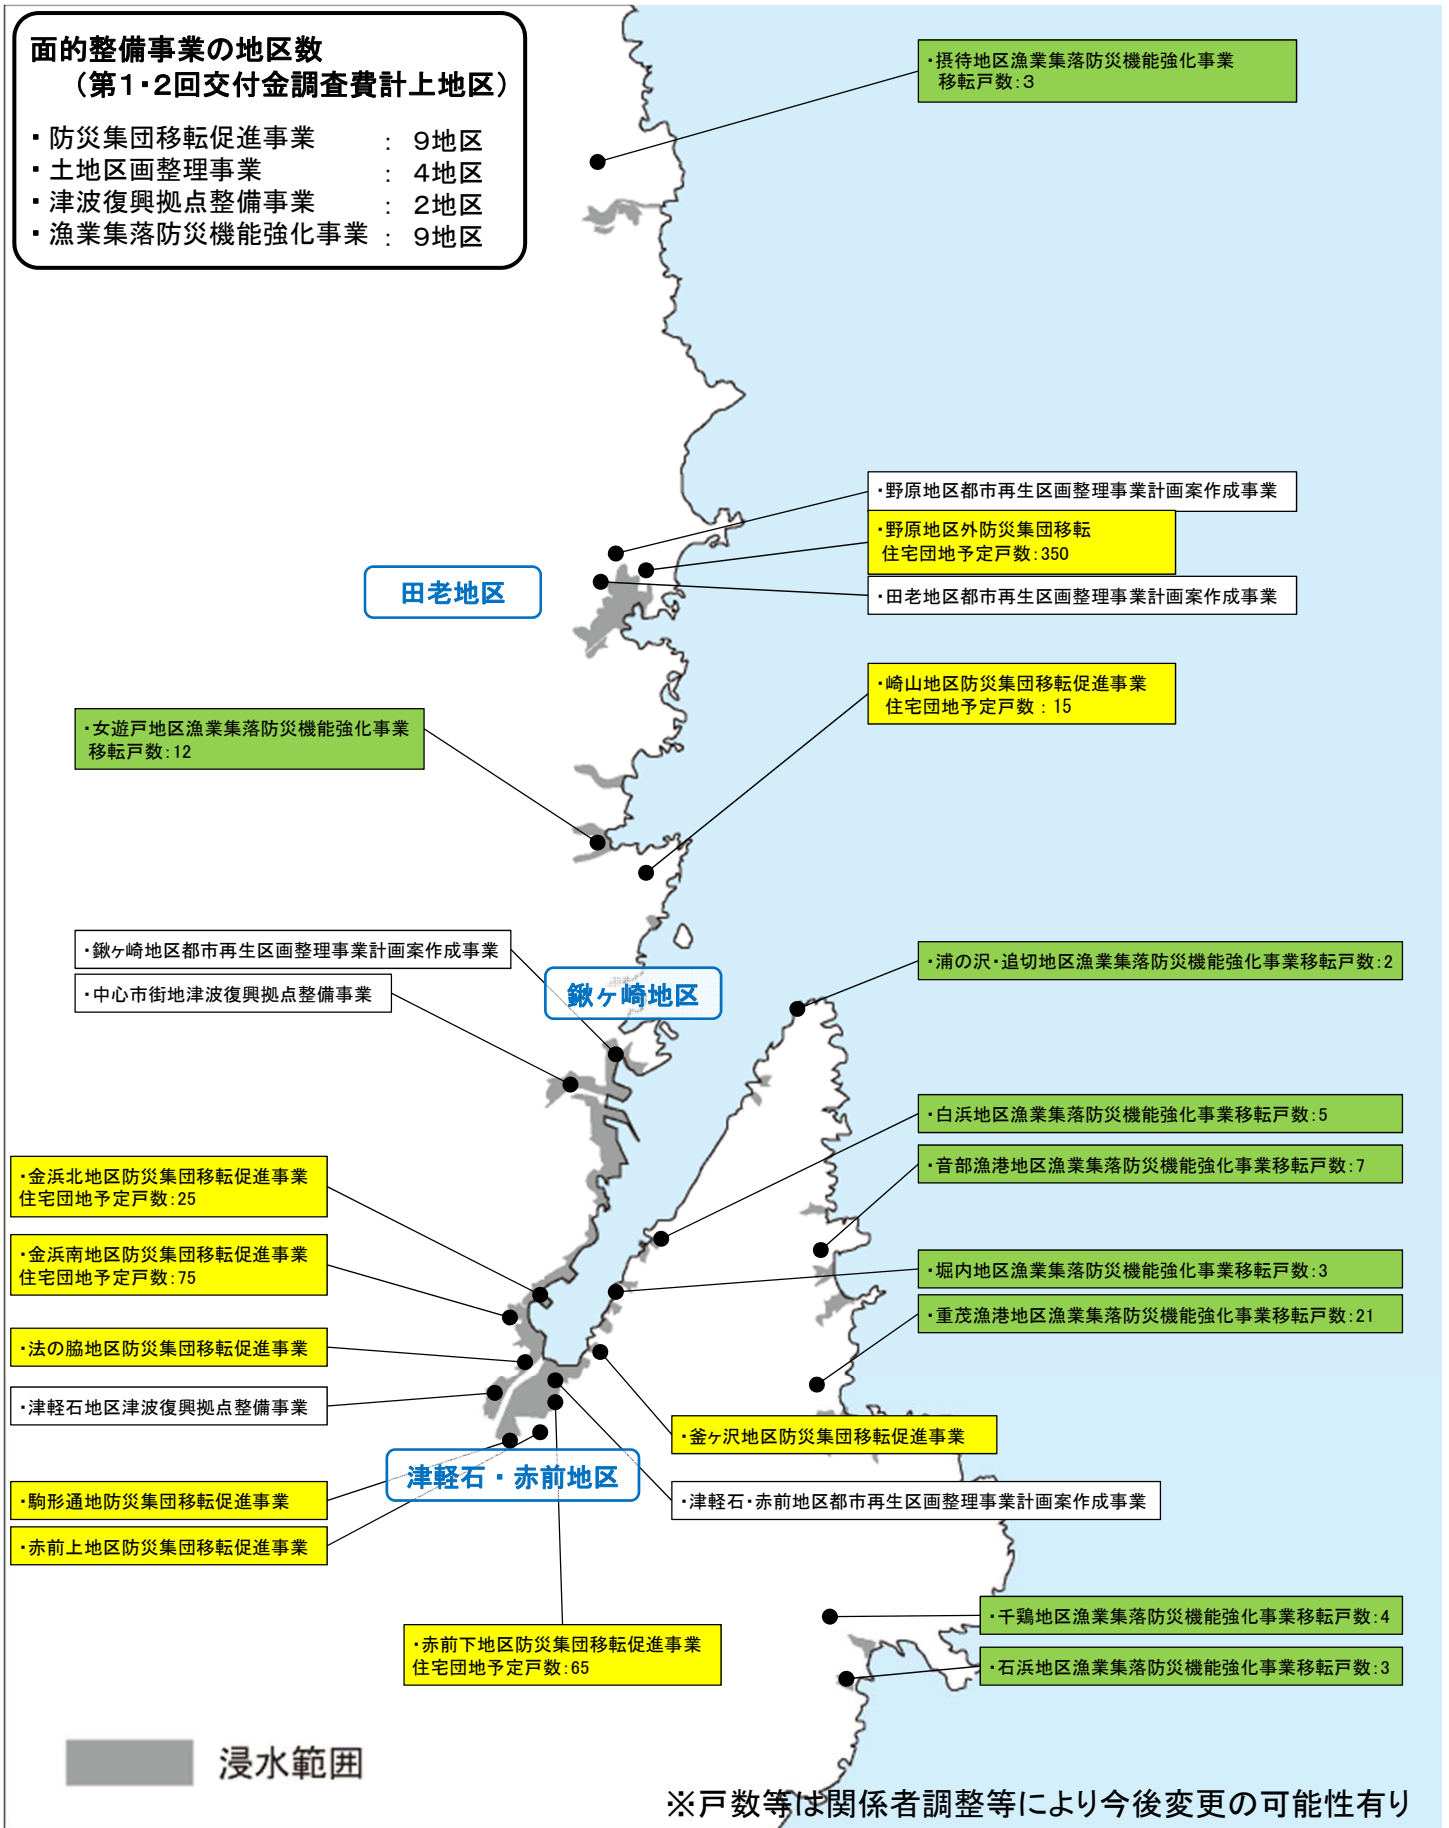 面的整備事業の地区数
（第1・2回交付金調査費計上地区）
・防災集団移転促進事業　：　9地区
・土地区画整理事業　：　4地区
・津波復興拠点整備事業　：　2地区
・漁業集落防災機能強化事業　：　9地区
・摂待地区漁業集落防災機能強化事業
移転戸数：3
・野原地区都市再生区画整理事業計画案作成事業
・野原地区外防災集団移転
住宅団地予定戸数：350
・田老地区都市再生区画整理事業計画案作成事業
田老地区
・崎山地区防災集団移転促進事業
住宅団地予定戸数：15
・女遊戸地区漁業集落防災機能強化事業
移転戸数：12
・鍬ヶ崎地区都市再生区画整理事業計画案作成事業
・中心市街地津波復興拠点整備事業
鍬ヶ崎地区
・浦の沢・追切地区漁業集落防災機能強化事業移転戸数：2
・白浜地区漁業集落防災機能強化事業移転戸数：5
・音部漁港地区漁業集落防災機能強化事業移転戸数：7
・金浜北地区防災集団移転促進事業
住宅団地予定戸数：25
・金浜南地区防災集団移転促進事業
住宅団地予定戸数：75
・堀内地区漁業集落防災機能強化事業移転戸数：3
・重茂漁港地区漁業集落防災機能強化事業移転戸数：21
・法の脇地区防災集団移転促進事業
・津軽石地区津波復興拠点整備事業
・釜ヶ沢地区防災集団移転促進事業
津軽石・赤前地区
・津軽石・赤前地区都市再生区画整理事業計画案作成事業
・駒形通地防災集団移転促進事業
・赤前上地区防災集団移転促進事業
・千鶏地区漁業集落防災機能強化事業移転戸数：4
・赤前下地区防災集団移転促進事業
住宅団地予定戸数：65
・石浜地区漁業集落防災機能強化事業移転戸数：3
浸水範囲
※戸数等は関係者調整等により今後変更の可能性有り